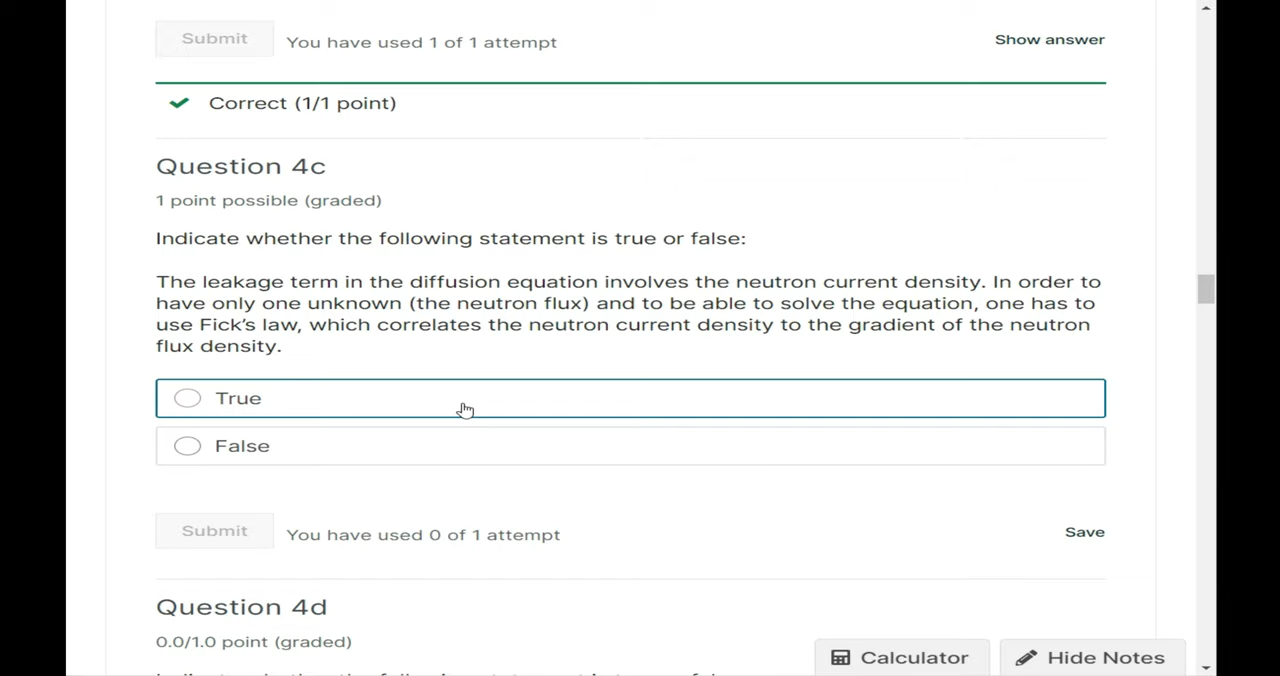 Submit
You have used 1 of 1 attempt
Show answer
Correct (1/1 point)
Question 4c
1 point possible (graded)
Indicate whether the following statement is true or false:
The leakage term in the diffusion equation involves the neutron current density. In order to
have only one unknown (the neutron flux) and to be able to solve the equation, one has to
use Fick’s law, which correlates the neutron current density to the gradient of the neutron
flux density.
True
False
Submit
You have used 0 of 1 attempt
Save
Question 4d
0.0/1.0 point (graded)
Calculator
Hide Notes